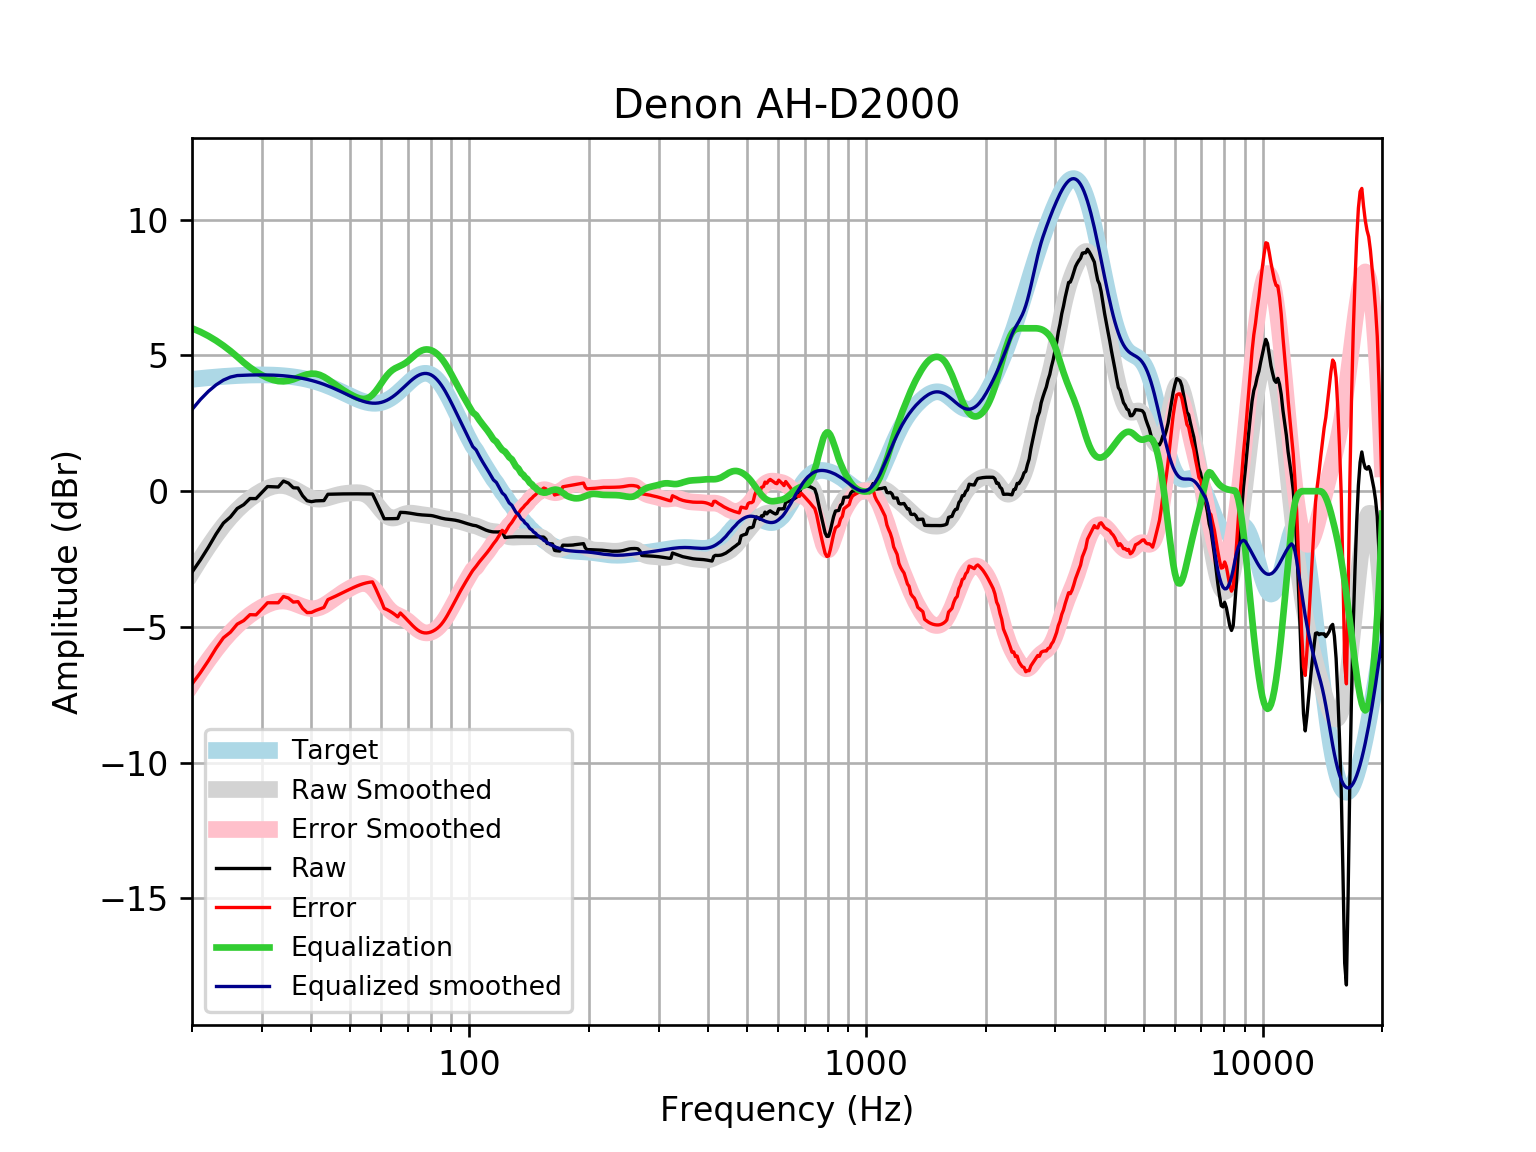 Denon AH-D2000
Amplitude (dBr)
10
5
0
−5
−10
−15
Target
Raw Smoothed
Error Smoothed
Raw
Error
Equalization
Equalized smoothed
100
1000
10000
Frequency (Hz)